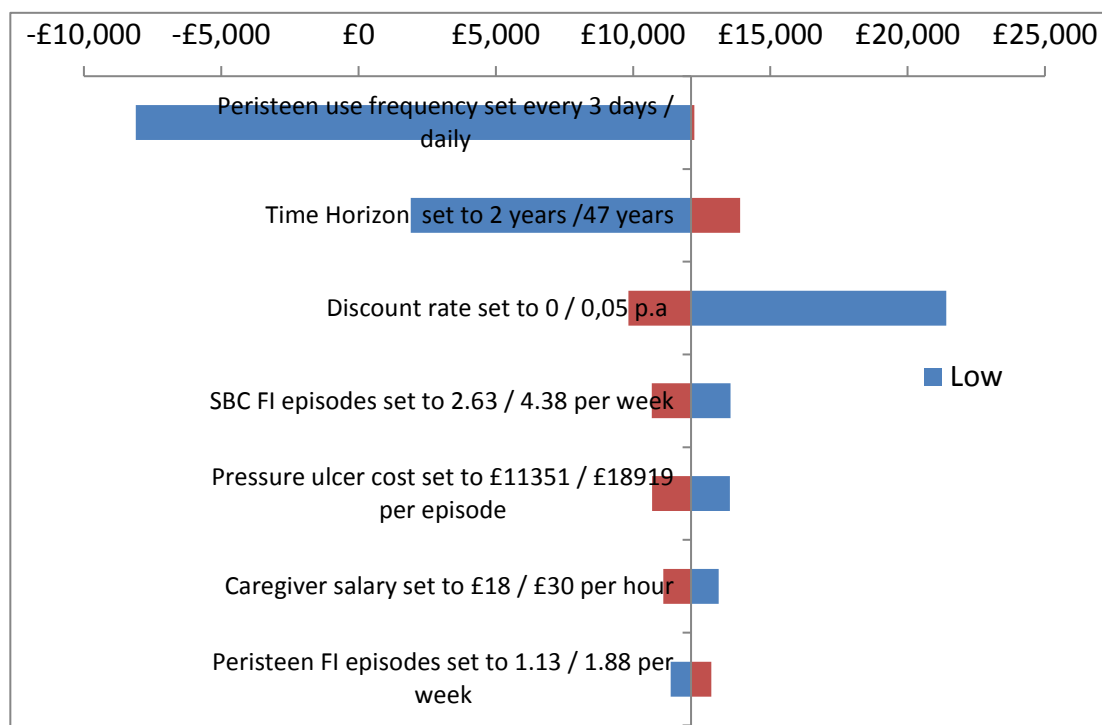 -£10,000 -£5,000 £0 £5,000 £10,000 £15,000 £20,000 £25,000
Peristeen use frequency set every 3 days /
daily
Time Horizon set to 2 years /47 years
Discount rate set to 0 / 0,05 p.a
Low
SBC FI episodes set to 2.63 / 4.38 per week
Pressure ulcer cost set to £11351 / £18919
per episode
Caregiver salary set to £18 / £30 per hour
Peristeen FI episodes set to 1.13 / 1.88 per
week